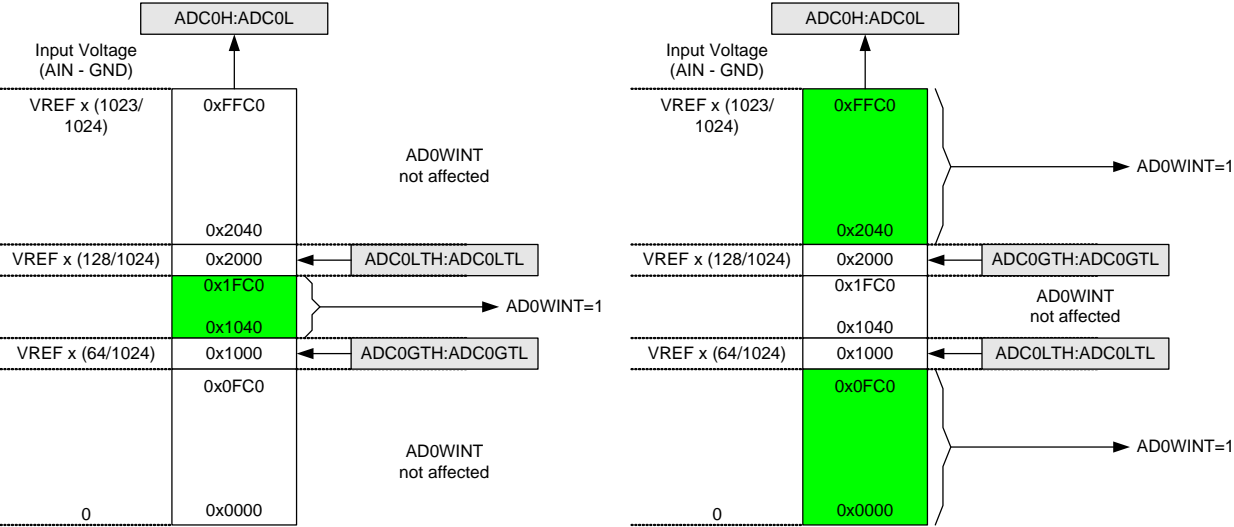 ADC0H:ADC0L
Input Voltage
(AIN - GND)
VREF x (1023/
1024)
0xFFC0
AD0WINT
not affected
0x2040
VREF x (128/1024)
0x2000
ADC0LTH:ADC0LTL
0x1FC0
AD0WINT=1
0x1040
VREF x (64/1024)
0x1000
ADC0GTH:ADC0GTL
0x0FC0
AD0WINT
not affected
0
0x0000
ADC0H:ADC0L
Input Voltage
(AIN - GND)
VREF x (1023/
1024)
0xFFC0
AD0WINT=1
0x2040
VREF x (128/1024)
0x2000
ADC0GTH:ADC0GTL
0x1FC0
AD0WINT
not affected
0x1040
VREF x (64/1024)
0x1000
ADC0LTH:ADC0LTL
0x0FC0
AD0WINT=1
0
0x0000